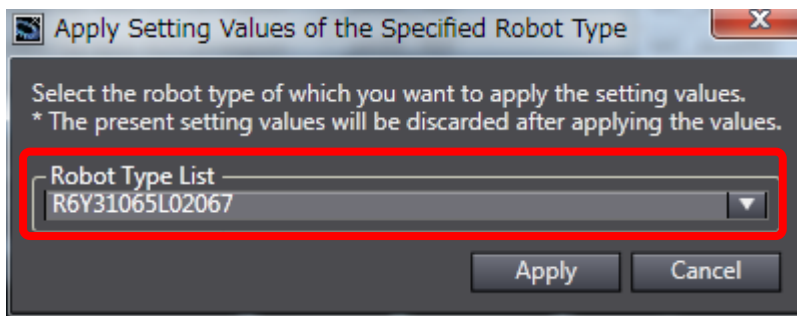 Apply Setting Values of the Specified Robot Type
Select the robot type of which you want to apply the setting values.
* The present setting values will be discarded after applying the values.
Robot Type List
R6Y31065L02067
Apply
Cancel